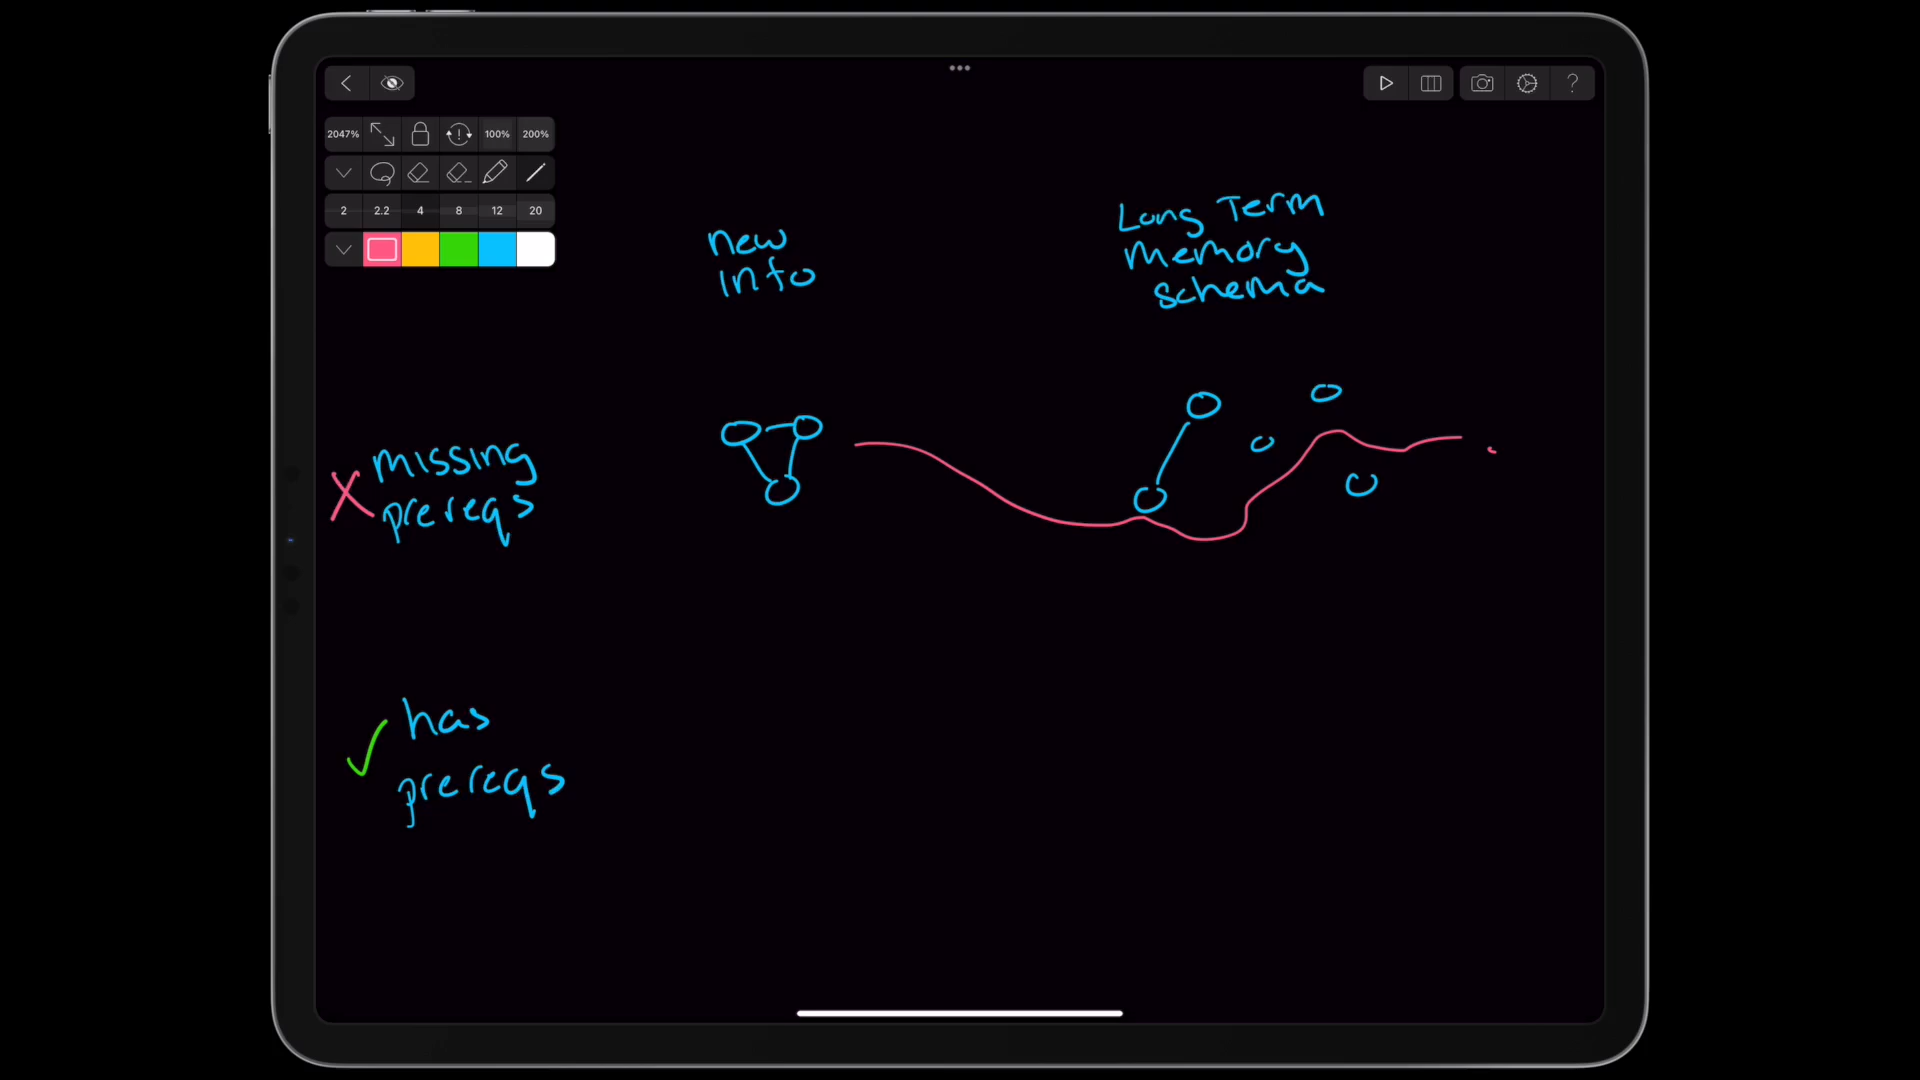 2047%
100%
200%
2
2.2
4
8
12
20
?
new
info
Long Term
memory
schema
missing
prereqs
has
prereqs